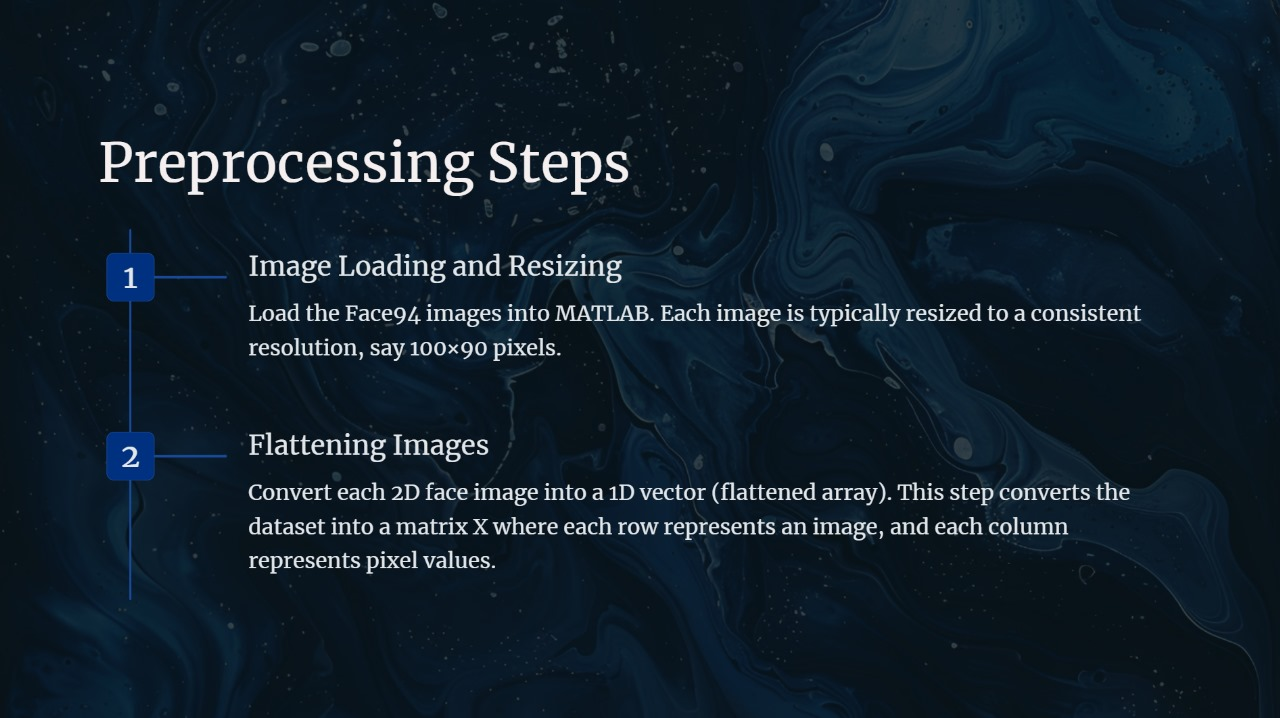 Preprocessing Steps
1
Image Loading and Resizing
Load the Face94 images into MATLAB. Each image is typically resized to a consistent
resolution, say 100×90 pixels.
2
Flattening Images
Convert each 2D face image into a 1D vector (flattened array). This step converts the
dataset into a matrix X where each row represents an image, and each column
represents pixel values.